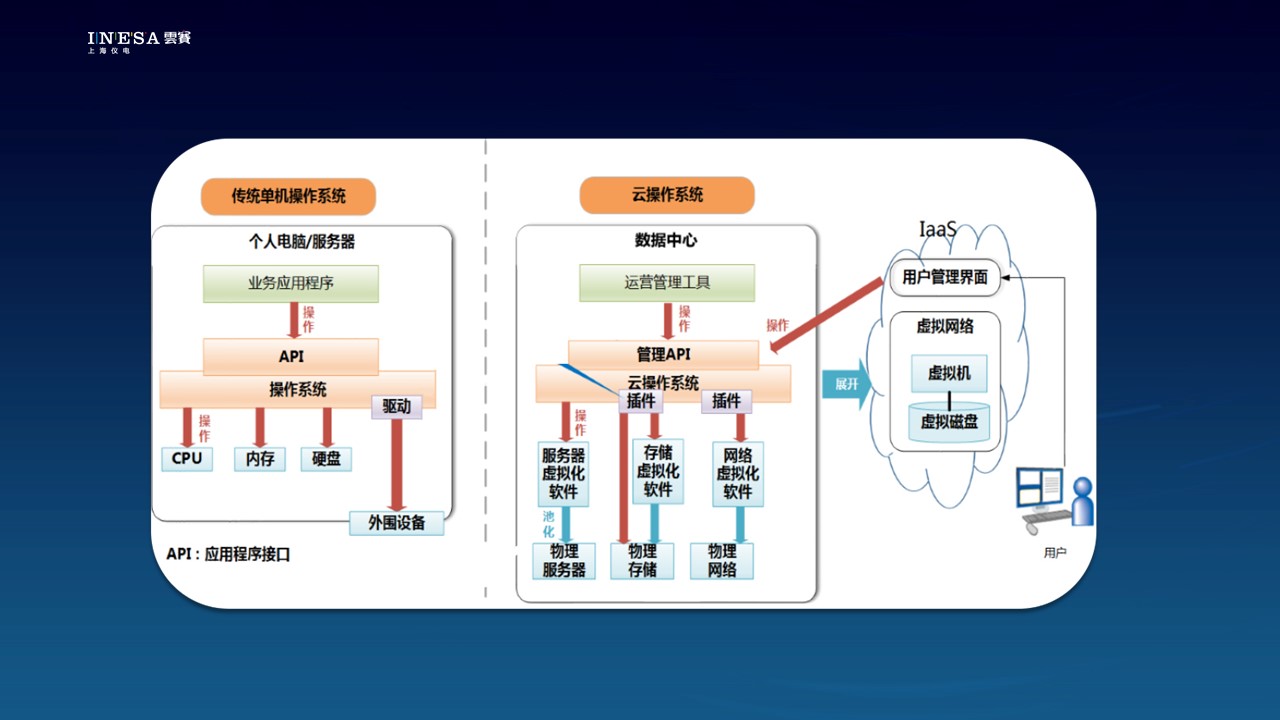 INESA 雲賽
上海仪电
传统单机操作系统
个人电脑/服务器
业务应用程序
操
作
API
操作系统
驱动
操
作
CPU
内存
硬盘
外围设备
API：应用程序接口
云操作系统
数据中心
运营管理工具
操
作
管理API
云操作系统
插件
插件
操
作
服务器
虚拟化
软件
存储
虚拟化
软件
网络
虚拟化
软件
池
化
物理
服务器
物理
存储
物理
网络
操作
展开
IaaS
用户管理界面
虚拟网络
虚拟机
虚拟磁盘
用户